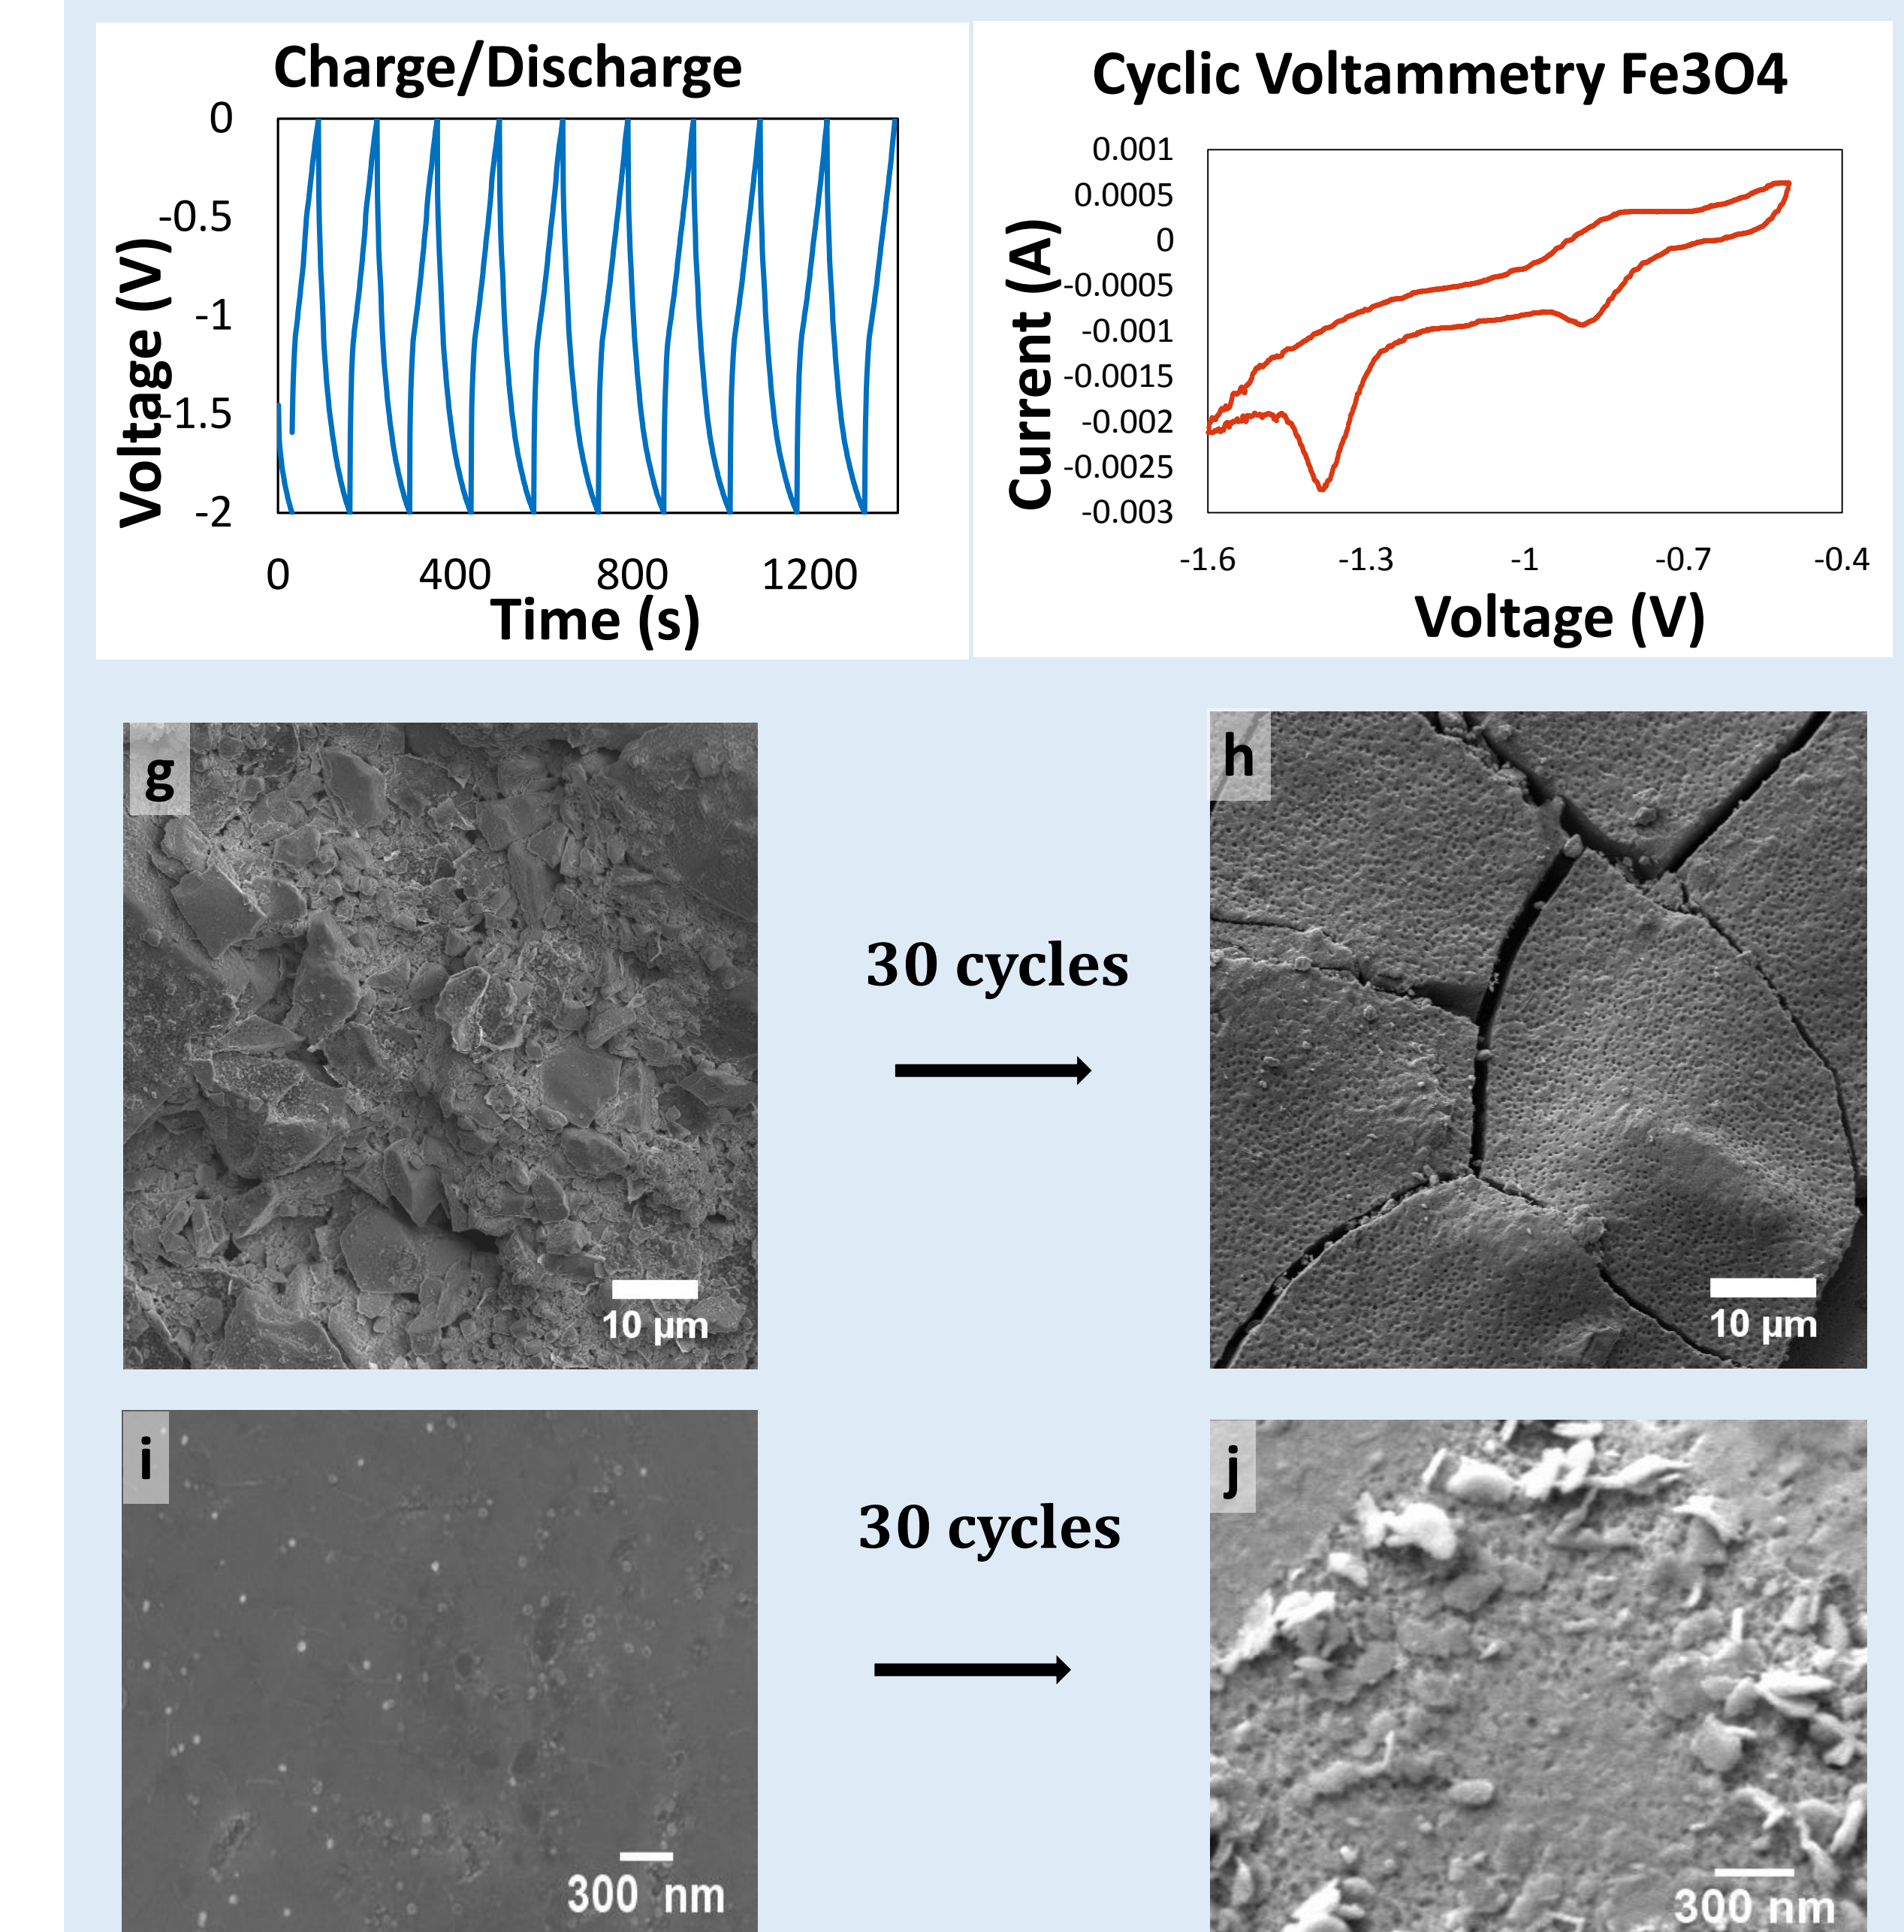 Charge/Discharge
0
-0.5
-1
-1.5
-2
Voltage (V)
0 400 800 1200
Time (s)
Cyclic Voltammetry Fe3O4
0.001
0.0005
0
-0.0005
-0.001
-0.0015
-0.002
-0.0025
-0.003
Current (A)
-1.6 -1.3 -1 -0.7 -0.4
Voltage (V)
g
10 µm
30 cycles
h
10 µm
i
300 nm
30 cycles
j
300 nm